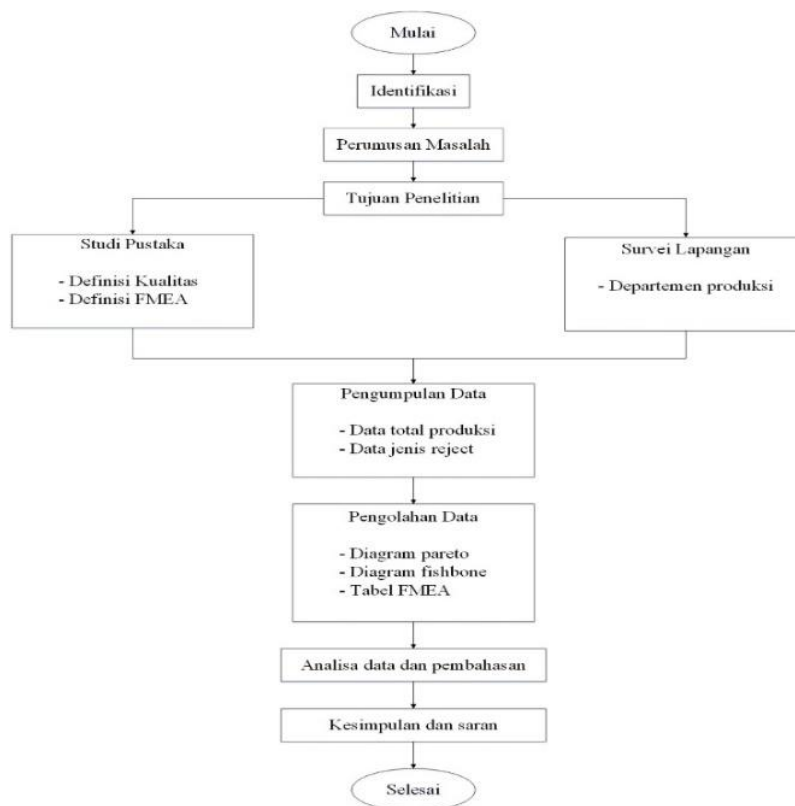 Mulai
Identifikasi
Perumusan Masalah
Tujuan Penelitian
Studi Pustaka
- Definisi Kualitas
- Definisi FMEA
Survei Lapangan
- Departemen produksi
Pengumpulan Data
- Data total produksi
- Data jenis reject
Pengolahan Data
- Diagram pareto
- Diagram fishbone
- Tabel FMEA
Analisa data dan pembahasan
Kesimpulan dan saran
Selesai